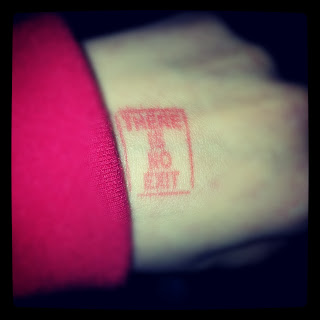 THERE
IS
NO
EXIT